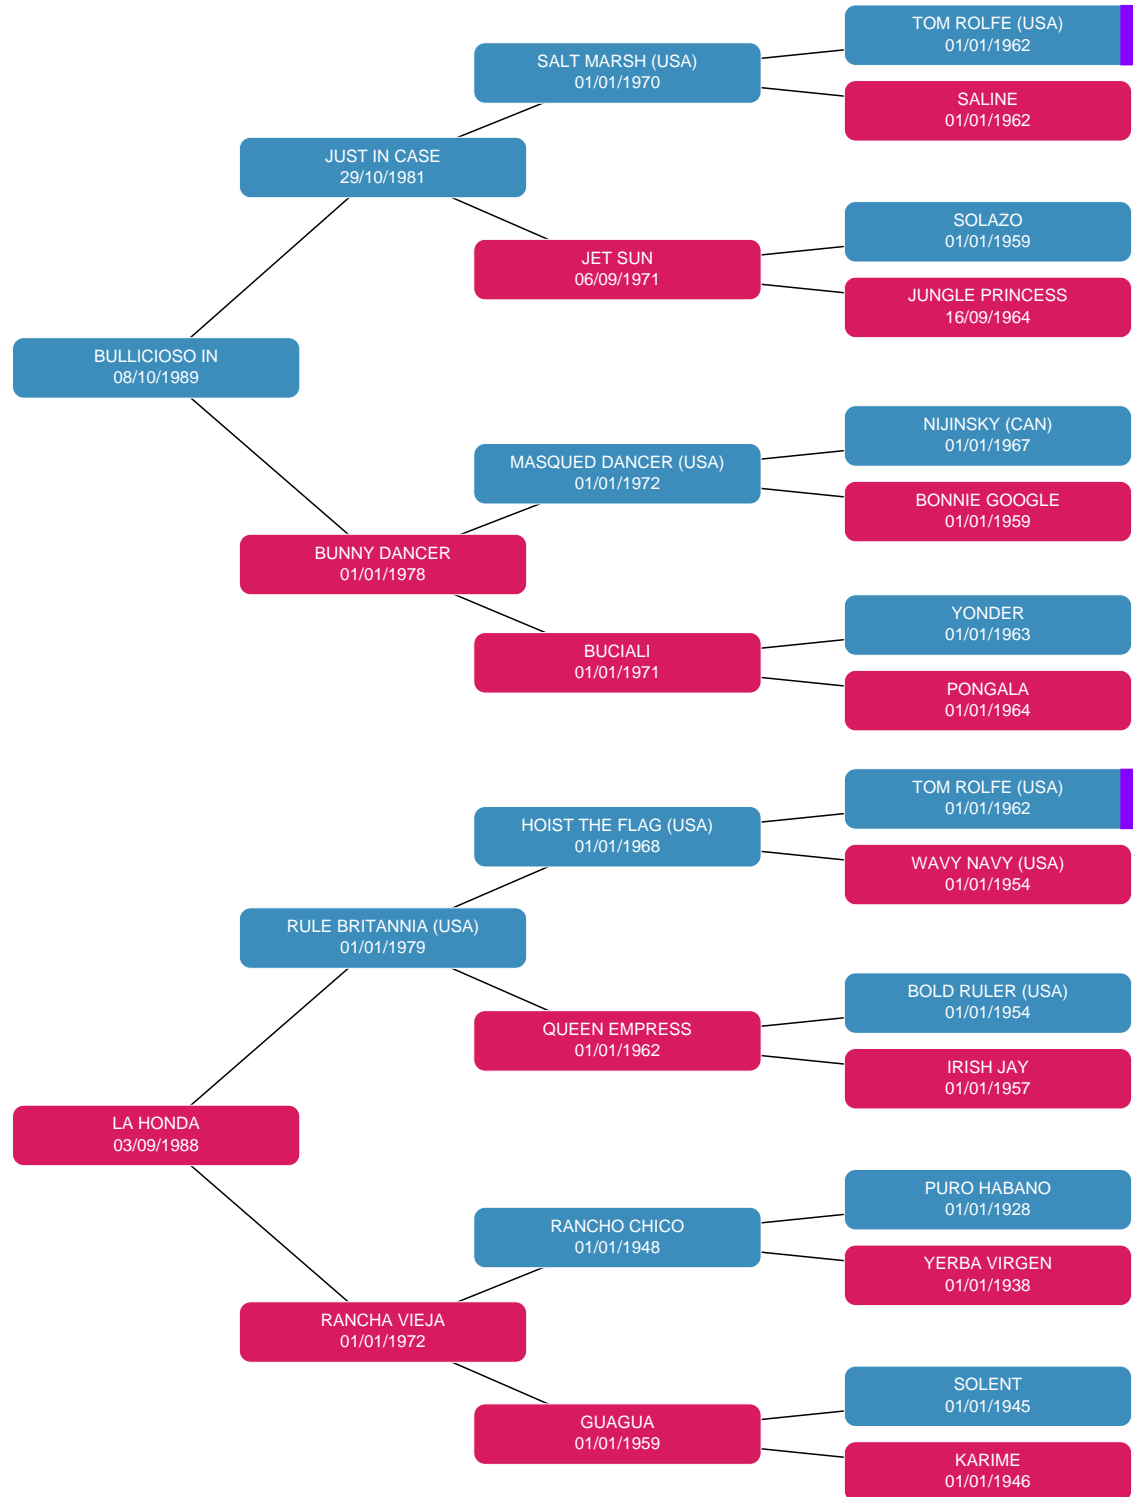 TOM ROLFE (USA)
01/01/1962
SALT MARSH (USA)
01/01/1970
SALINE
01/01/1962
JUST IN CASE
29/10/1981
SOLAZO
01/01/1959
JET SUN
06/09/1971
JUNGLE PRINCESS
16/09/1964
BULLICIOSO IN
08/10/1989
NIJINSKY (CAN)
01/01/1967
MASQUED DANCER (USA)
01/01/1972
BONNIE GOOGLE
01/01/1959
BUNNY DANCER
01/01/1978
YONDER
01/01/1963
BUCIALI
01/01/1971
PONGALA
01/01/1964
TOM ROLFE (USA)
01/01/1962
HOIST THE FLAG (USA)
01/01/1968
WAVY NAVY (USA)
01/01/1954
RULE BRITANNIA (USA)
01/01/1979
BOLD RULER (USA)
01/01/1954
QUEEN EMPRESS
01/01/1962
IRISH JAY
01/01/1957
LA HONDA
03/09/1988
PURO HABANO
01/01/1928
RANCHO CHICO
01/01/1948
YERBA VIRGEN
01/01/1938
RANCHA VIEJA
01/01/1972
SOLENT
01/01/1945
GUAGUA
01/01/1959
KARIME
01/01/1946